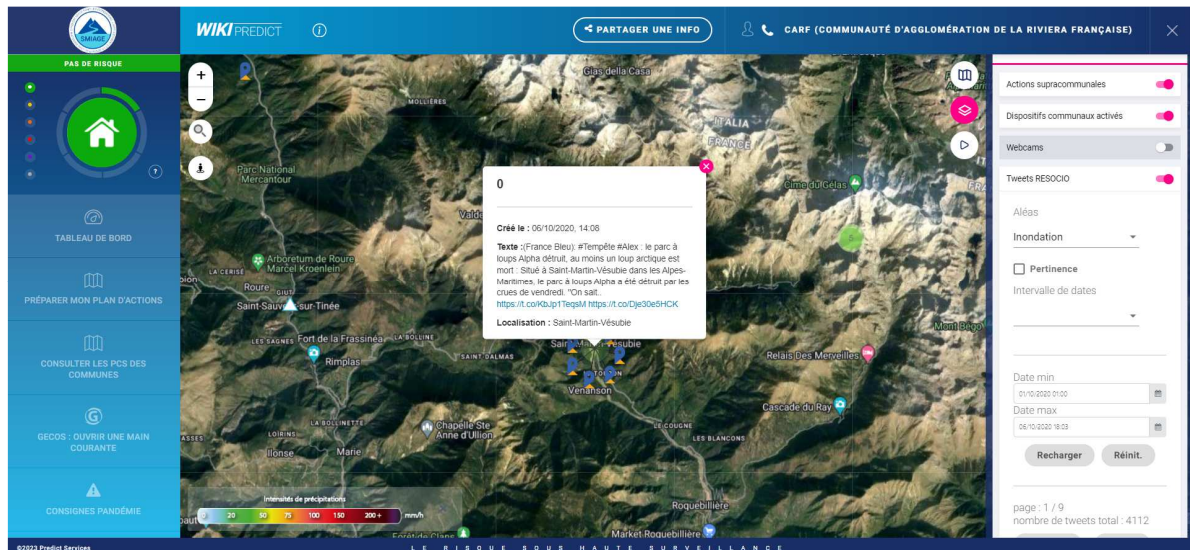 SMIAGE
WIKI PREDICT
i
PARTAGER UNE INFO
CARF (COMMUNAUTÉ D'AGGLOMÉRATION DE LA RIVIERA FRANÇAISE)
PAS DE RISQUE
?
TABLEAU DE BORD
PRÉPARER MON PLAN D'ACTIONS
CONSULTER LES PCS DES
COMMUNES
G
GECOS : OUVRIR UNE MAIN
COURANTE
CONSIGNES PANDÉMIE
+
−
Glas della Casa
MOLLIÈRES
ITALIA
FRANCE
Parc National
Mercantour
Cime du Gelas
Arboretum de Roure
Marcel Kroenlein
LA CERISE
Roure
Saint-Sauveur-sur-Tinée
LES SAGNES
Fort de la Frassinéa
LA BOLLINE
Rimplas
SAINT DALMAS
Venanson
Relais Des Merveilles
Mont Bégo
Cascade du Ray
LA BOLLINETTE
Chapelle Ste
Anne d'Ullion
LOIRINS
Ilonse
Marie
LE COUGNE
LES BLANCONS
Roquebillière
Market Roquebillière
Forêt de Clans
0
Créé le : 06/10/2020, 14:08
Texte :(France Bleu): #Tempête #Alex : le parc à
loups Alpha détruit, au moins un loup arctique est
mort : Situé à Saint-Martin-Vésubie dans les Alpes-
Maritimes, le parc à loups Alpha a été détruit par les
crues de vendredi. "On sait..
https://t.co/KbJp1TeqsM https://t.co/Dje30e5HCK
Localisation : Saint-Martin-Vésubie
Intensités de précipitations
0 20 50 75 100 150 200 + mm/h
Actions supracommunales
Dispositifs communaux activés
Webcams
Tweets RESOCIO
Aléas
Inondation
Pertinence
Intervalle de dates
Date min
01/10/2020 01:00
Date max
06/10/2020 18:03
Recharger Réinit.
page : 1 / 9
nombre de tweets total : 4112
©2023 Predict Services
LE RISQUE SOUS HAUTE SURVEILLANCE